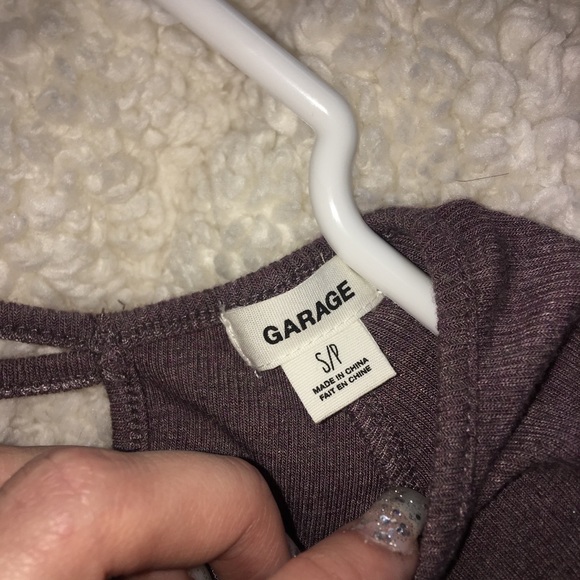 GARAGE
S/P
MADE IN CHINA
FAIT EN CHINE